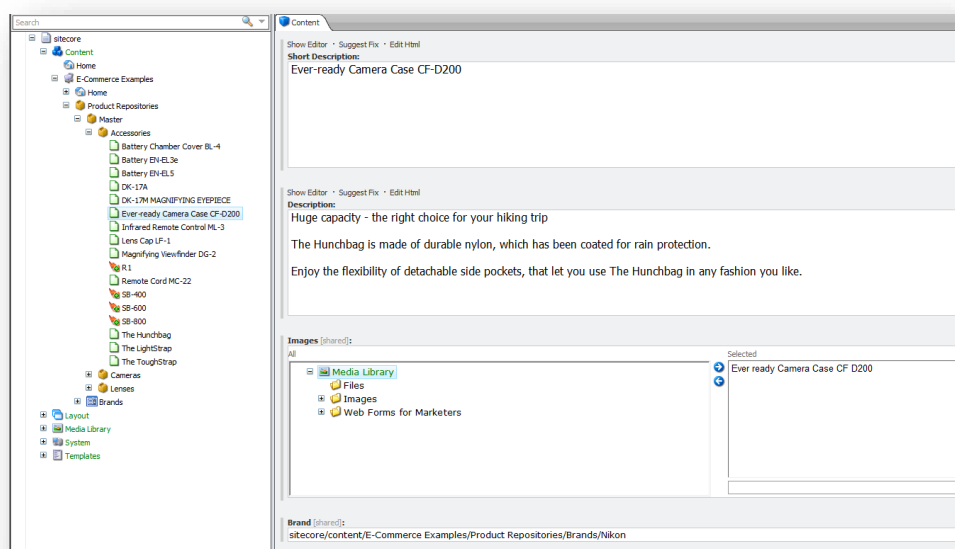 Search
sitecore
Content
Home
E-Commerce Examples
Home
Product Repositories
Master
Accessories
Battery Chamber Cover BL-4
Battery EN-EL3e
Battery EN-EL5
DK-17A
DK-17M MAGNIFYING EYEPIECE
Ever-ready Camera Case CF-D200
Infrared Remote Control ML-3
Lens Cap LF-1
Magnifying Viewfinder DG-2
R1
Remote Cord MC-22
SB-400
SB-600
SB-800
The Hunchbag
The LightStrap
The ToughStrap
Cameras
Lenses
Brands
Layout
Media Library
System
Templates
Content
Show Editor · Suggest Fix · Edit Html
Short Description:
Ever-ready Camera Case CF-D200
Show Editor · Suggest Fix · Edit Html
Description:
Huge capacity - the right choice for your hiking trip
The Hunchbag is made of durable nylon, which has been coated for rain protection.
Enjoy the flexibility of detachable side pockets, that let you use The Hunchbag in any fashion you like.
Images [shared]:
All
Media Library
Files
Images
Web Forms for Marketers
Selected
Ever ready Camera Case CF D200
Brand [shared]:
sitecore/content/E-Commerce Examples/Product Repositories/Brands/Nikon